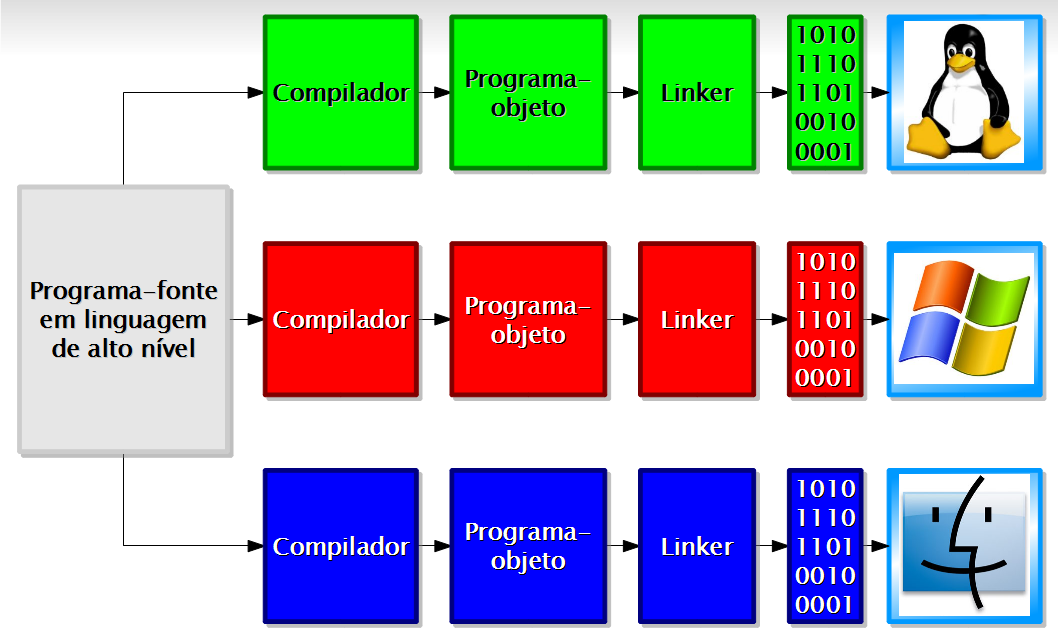 Compilador
Programa-
objeto
Linker
1010
1110
1101
0010
0001
Programa-fonte
em linguagem
de alto nível
Compilador
Programa-
objeto
Linker
1010
1110
1101
0010
0001
Compilador
Programa-
objeto
Linker
1010
1110
1101
0010
0001